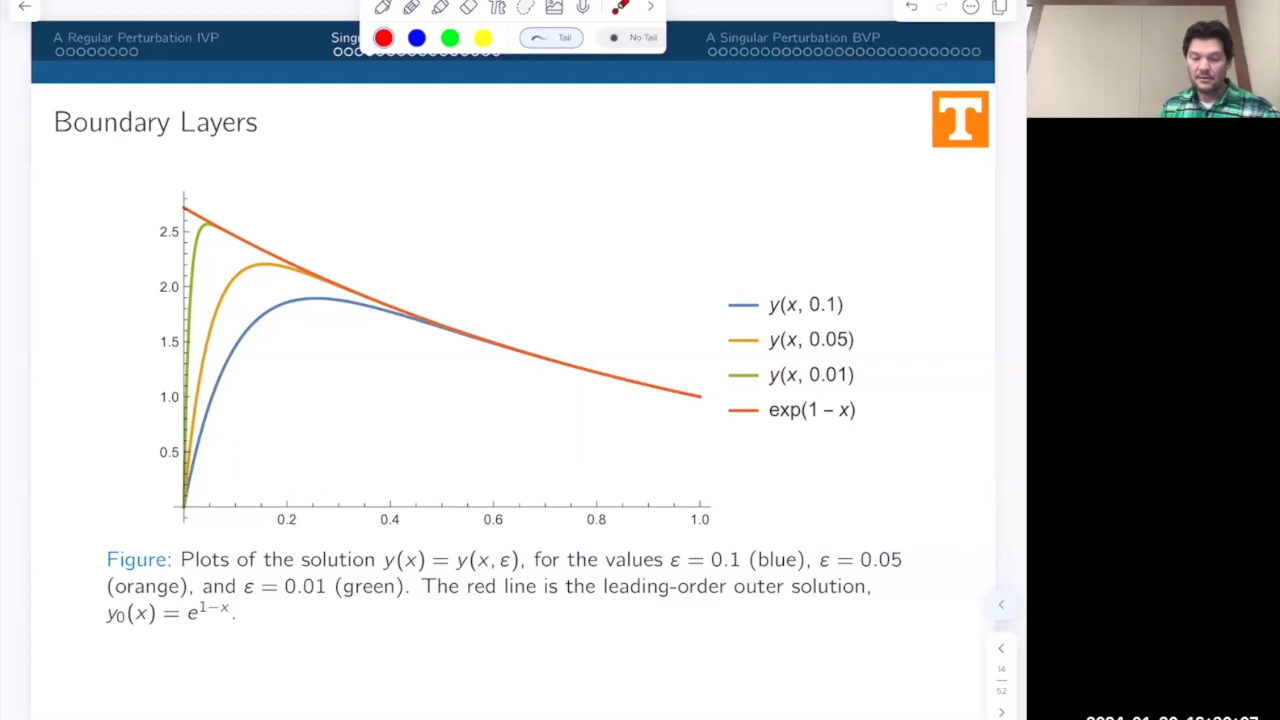 Tail
No Tail
A Regular Perturbation IVP
A Singular Perturbation BVP
Boundary Layers
T
2.5
2.0
1.5
1.0
0.5
0.2 0.4 0.6 0.8 1.0
y(x, 0.1)
y(x, 0.05)
y(x, 0.01)
exp(1 – x)
Figure: Plots of the solution y(x) = y(x, ε), for the values ε = 0.1 (blue), ε = 0.05
(orange), and ε = 0.01 (green). The red line is the leading-order outer solution,
y₀(x) = e¹⁻ˣ.
14
52